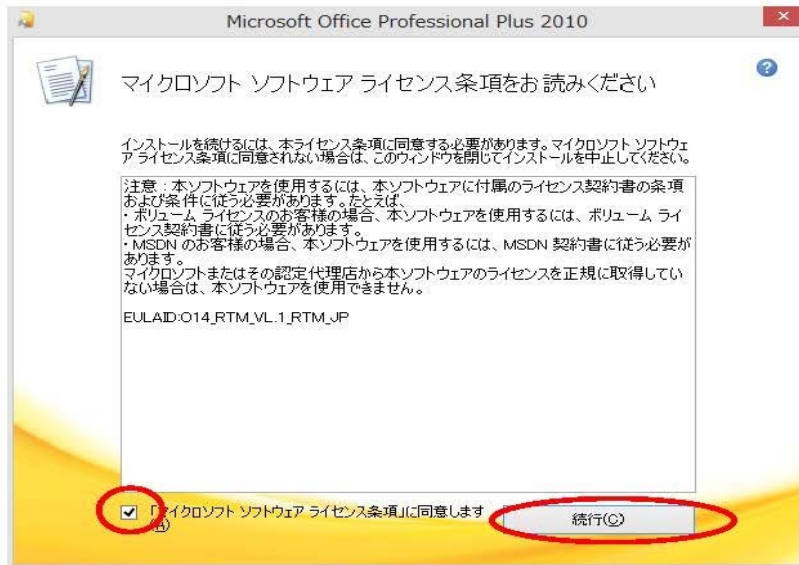 Microsoft Office Professional Plus 2010
マイクロソフト ソフトウェア ライセンス条項をお読みください
インストールを続けるには、本ライセンス条項に同意する必要があります。マイクロソフト ソフトウェ
ア ライセンス条項に同意されない場合は、このウィンドウを閉じてインストールを中止してください。
注意：本ソフトウェアを使用するには、本ソフトウェアに付属のライセンス契約書の条項
および条件に従う必要があります。たとえば、
・ボリューム ライセンスのお客様の場合、本ソフトウェアを使用するには、ボリューム ライ
センス契約書に従う必要があります。
・MSDN のお客様の場合、本ソフトウェアを使用するには、MSDN 契約書に従う必要が
あります。
マイクロソフトまたはその認定代理店から本ソフトウェアのライセンスを正規に取得してい
ない場合は、本ソフトウェアを使用できません。
EULAID:O14_RTM_VL.1_RTM_JP
「マイクロソフト ソフトウェア ライセンス条項」に同意します
(A)
続行(C)